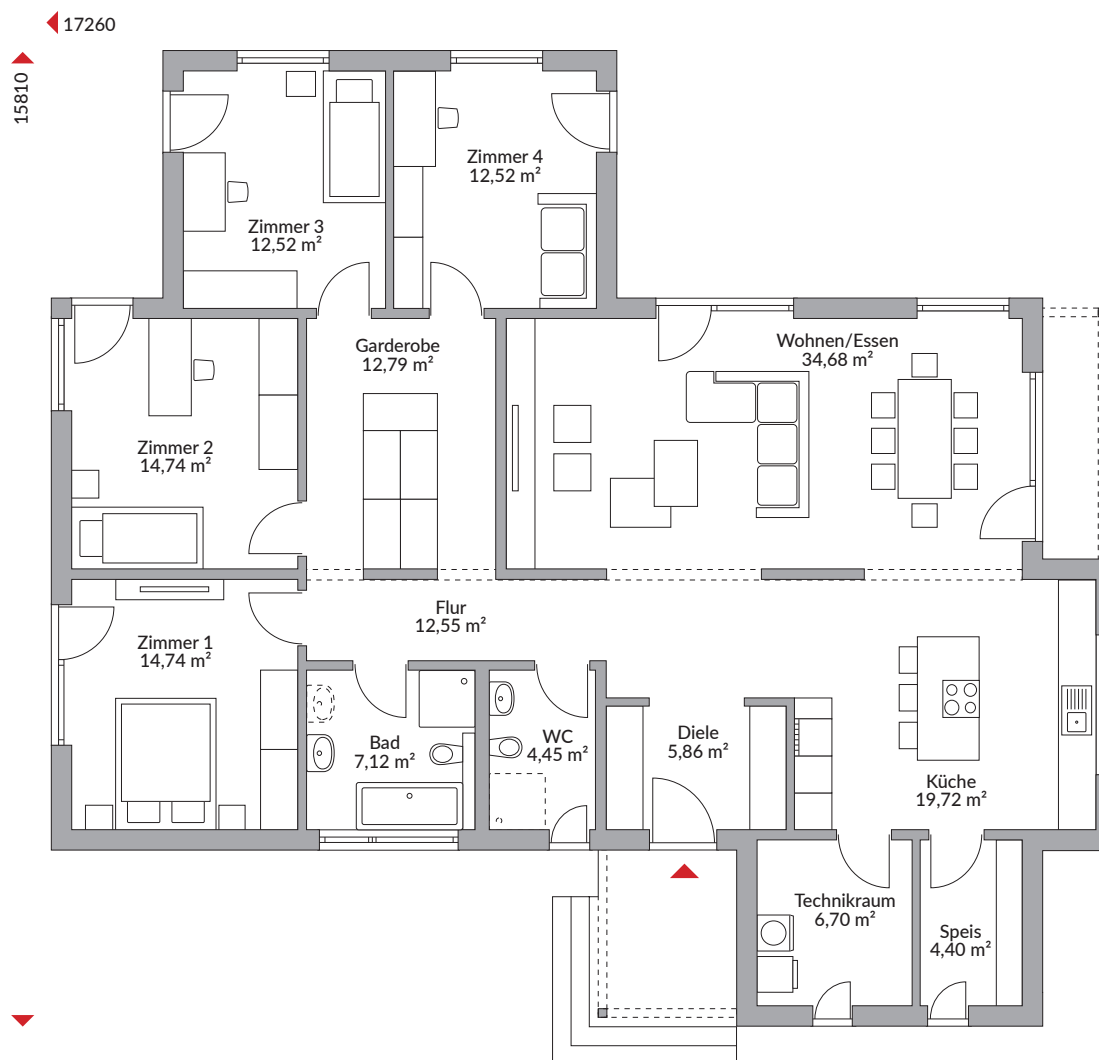 17260
15810
Zimmer 4
12,52 m²
Zimmer 3
12,52 m²
Garderobe
12,79 m²
Wohnen/Essen
34,68 m²
Zimmer 2
14,74 m²
Flur
12,55 m²
Zimmer 1
14,74 m²
Bad
7,12 m²
WC
4,45 m²
Diele
5,86 m²
Küche
19,72 m²
Technikraum
6,70 m²
Speis
4,40 m²